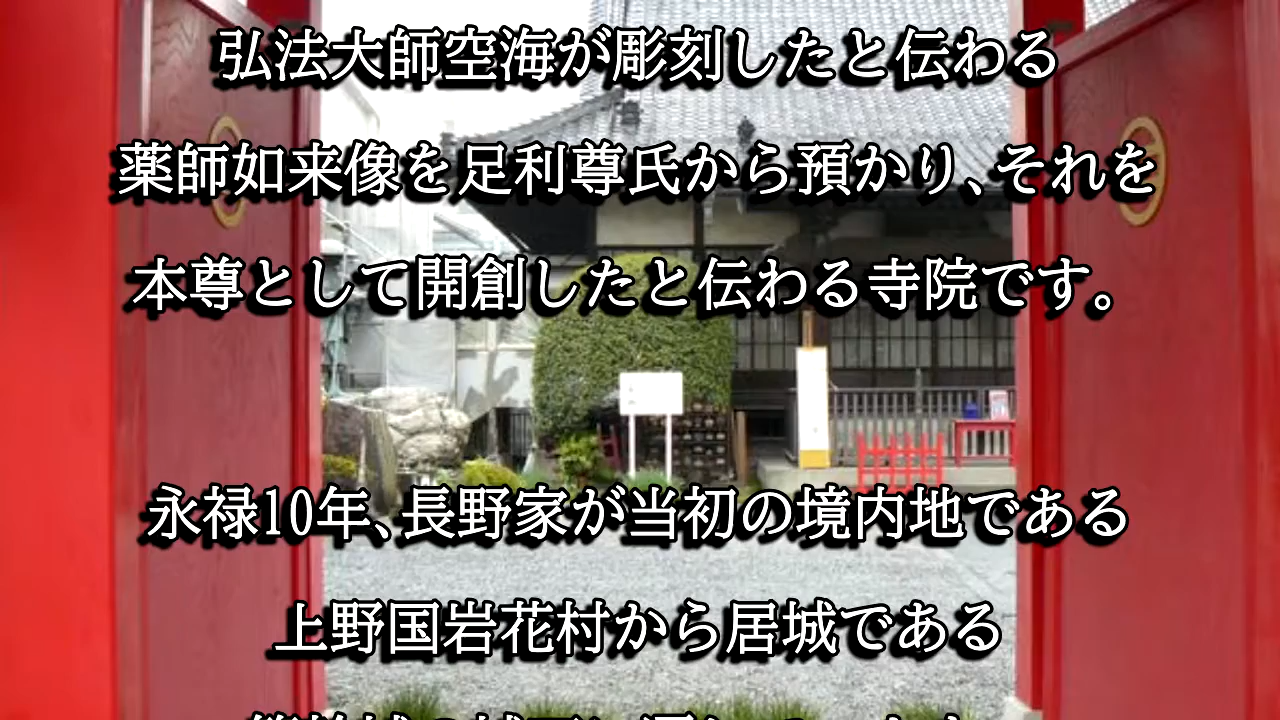 弘法大師空海が彫刻したと伝わる
薬師如来像を足利尊氏から預かり、それを
本尊として開創したと伝わる寺院です。
永禄10年、長野家が当初の境内地である
上野国岩花村から居城である